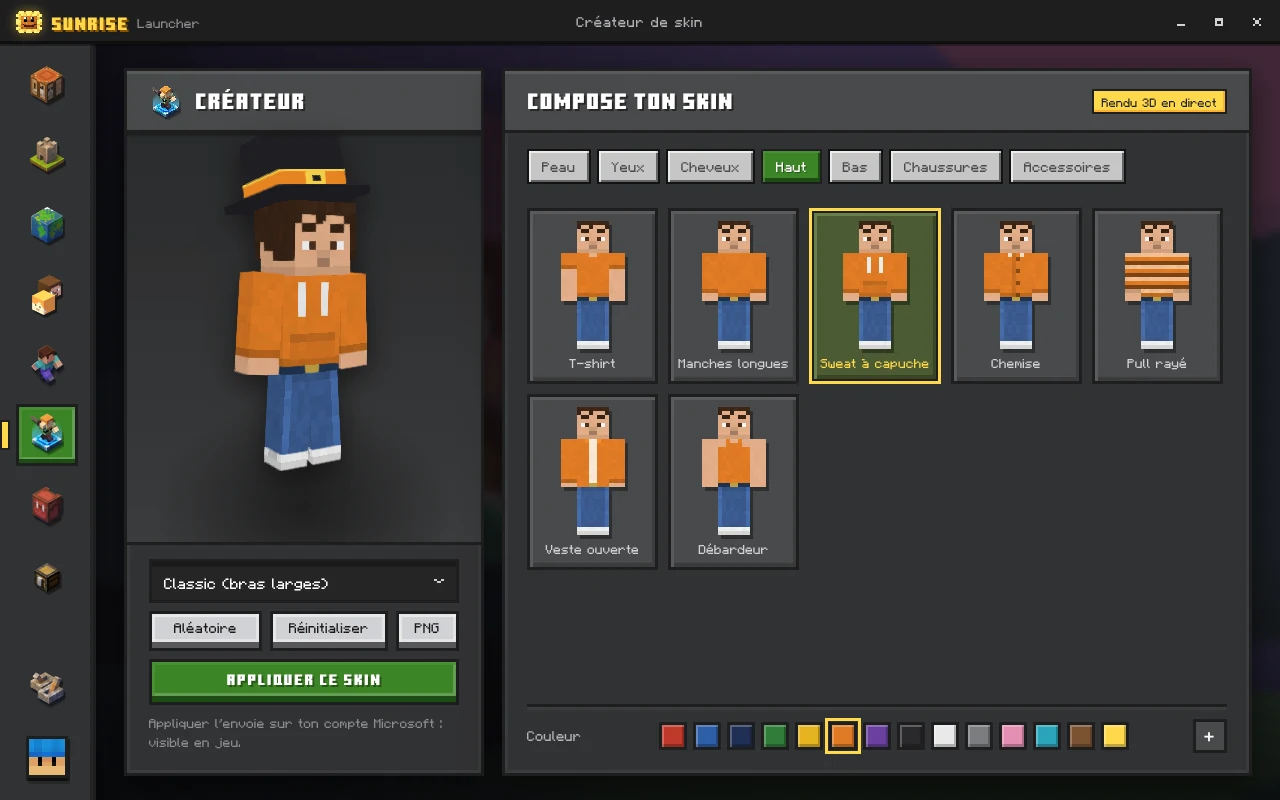 SUNRISE Launcher
Créateur de skin
CRÉATEUR
COMPOSE TON SKIN
Rendu 3D en direct
Peau
Yeux
Cheveux
Haut
Bas
Chaussures
Accessoires
T-shirt
Manches longues
Sweat à capuche
Chemise
Pull rayé
Veste ouverte
Débardeur
Classic (bras larges)
Aléatoire
Réinitialiser
PNG
APPLIQUER CE SKIN
Appliquer l'envoie sur ton compte Microsoft :
visible en jeu.
Couleur
+